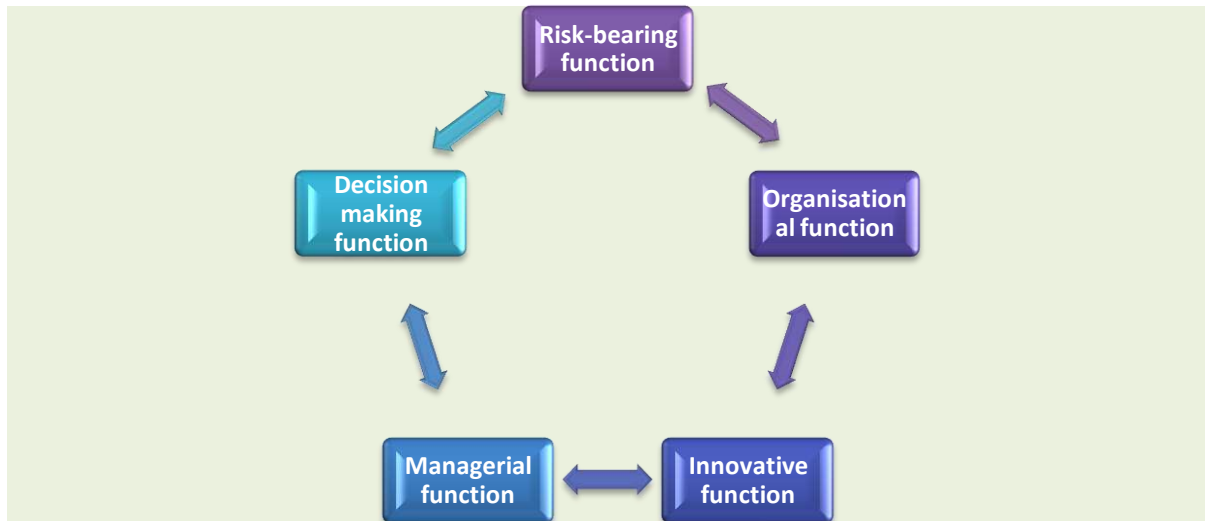 Risk-bearing
function
Decision
making
function
Organisation
al function
Managerial
function
Innovative
function